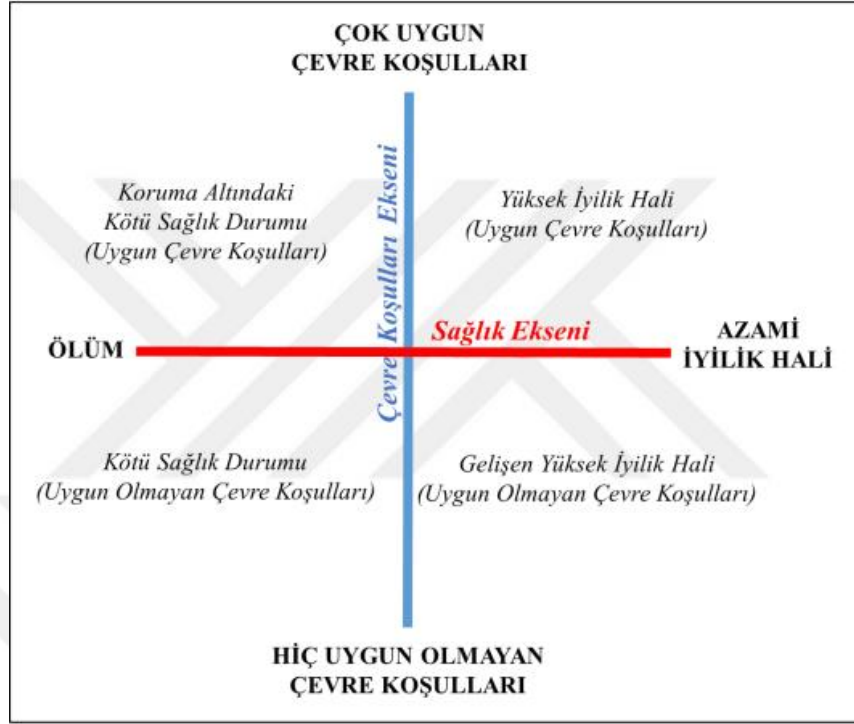 ÇOK UYGUN
ÇEVRE KOŞULLARI
Çevre Koşulları Ekseni
Koruma Altındaki
Kötü Sağlık Durumu
(Uygun Çevre Koşulları)
Yüksek İyilik Hali
(Uygun Çevre Koşulları)
ÖLÜM
Sağlık Ekseni
AZAMİ
İYİLIK HALİ
Kötü Sağlık Durumu
(Uygun Olmayan Çevre Koşulları)
Gelişen Yüksek İyilik Hali
(Uygun Olmayan Çevre Koşulları)
HİÇ UYGUN OLMAYAN
ÇEVRE KOŞULLARI